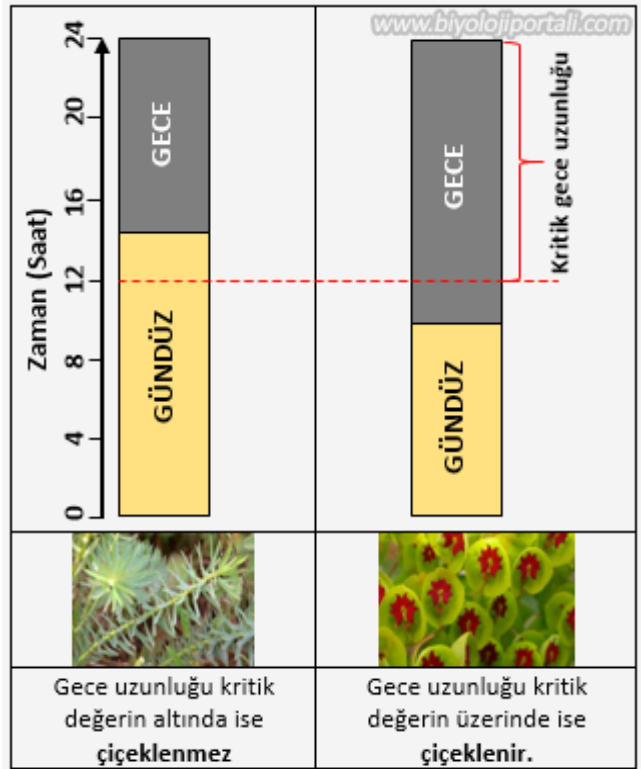 www.biyolojiportali.com
Zaman (Saat)
24
20
16
12
8
4
0
GECE
GÜNDÜZ
GECE
GÜNDÜZ
Kritik gece uzunluğu
Gece uzunluğu kritik
değerin altında ise
çiçeklenmez
Gece uzunluğu kritik
değerin üzerinde ise
çiçeklenir.